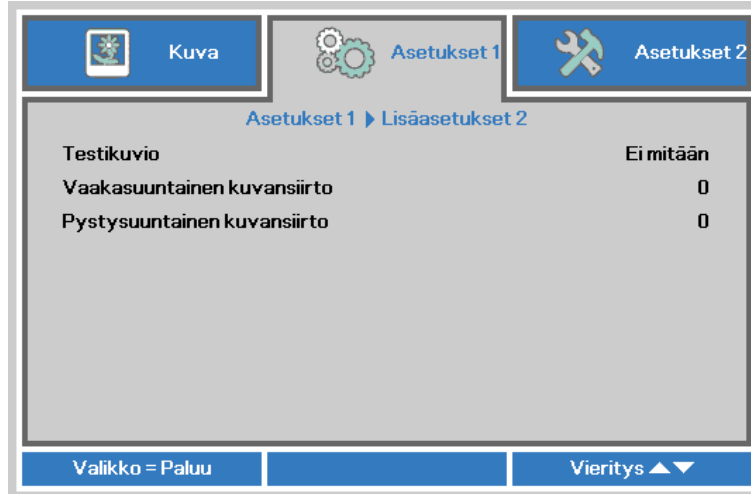 Kuva
Asetukset 1
Asetukset 2
Asetukset 1 ▶ Lisäasetukset 2
Testikuvio Ei mitään
Vaakasuuntainen kuvansiirto 0
Pystysuuntainen kuvansiirto 0
Valikko = Paluu
Vieritys ▲▼